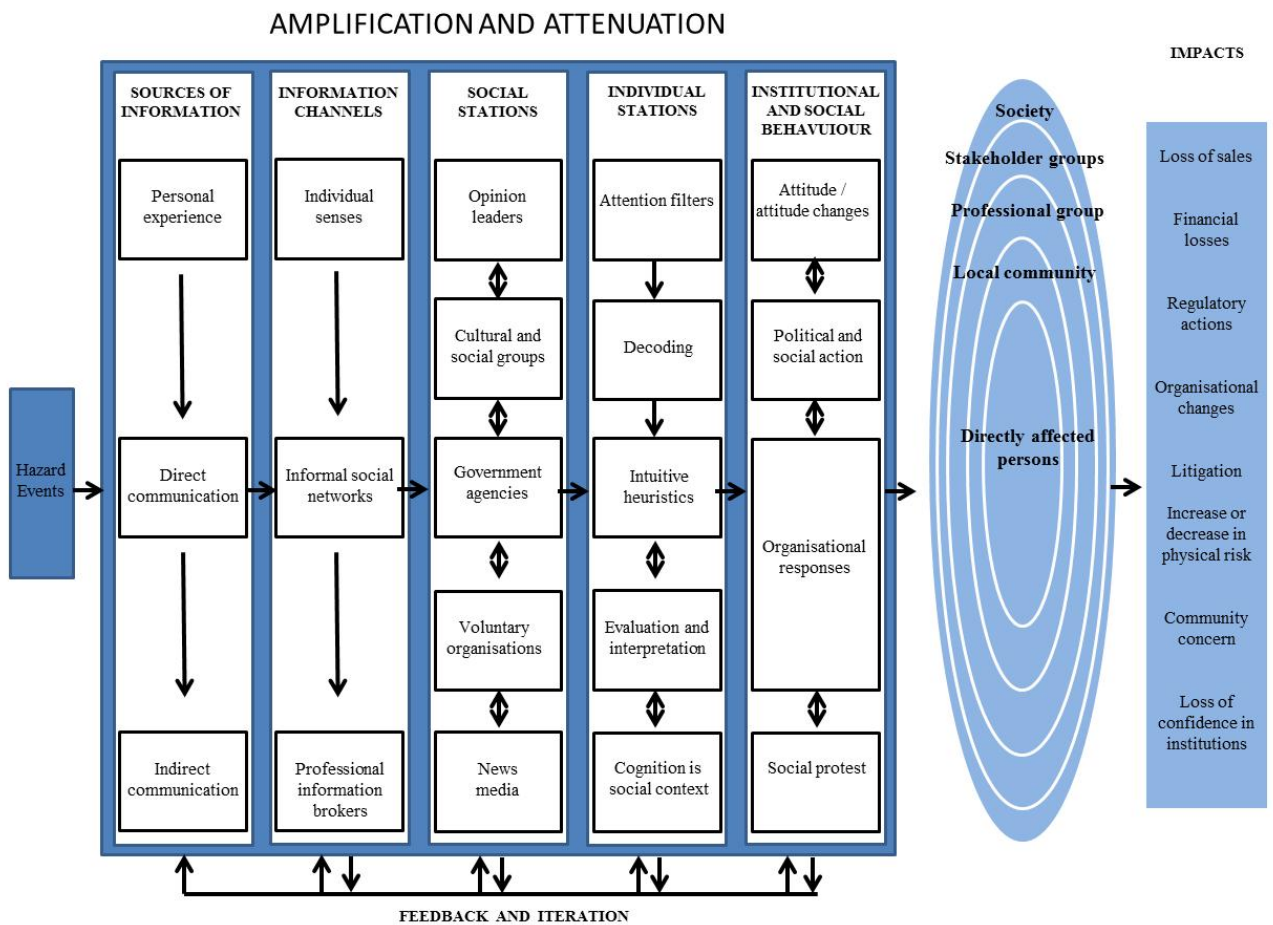 AMPLIFICATION AND ATTENUATION
Hazard
Events
SOURCES OF
INFORMATION
Personal
experience
Direct
communication
Indirect
communication
INFORMATION
CHANNELS
Individual
senses
Informal social
networks
Professional
information
brokers
SOCIAL
STATIONS
Opinion
leaders
Cultural and
social groups
Government
agencies
Voluntary
organisations
News
media
INDIVIDUAL
STATIONS
Attention filters
Decoding
Intuitive
heuristics
Evaluation and
interpretation
Cognition is
social context
INSTITUTIONAL
AND SOCIAL
BEHAVUIOUR
Attitude /
attitude changes
Political and
social action
Organisational
responses
Social protest
FEEDBACK AND ITERATION
Society
Stakeholder groups
Professional group
Local community
Directly affected
persons
IMPACTS
Loss of sales
Financial
losses
Regulatory
actions
Organisational
changes
Litigation
Increase or
decrease in
physical risk
Community
concern
Loss of
confidence in
institutions